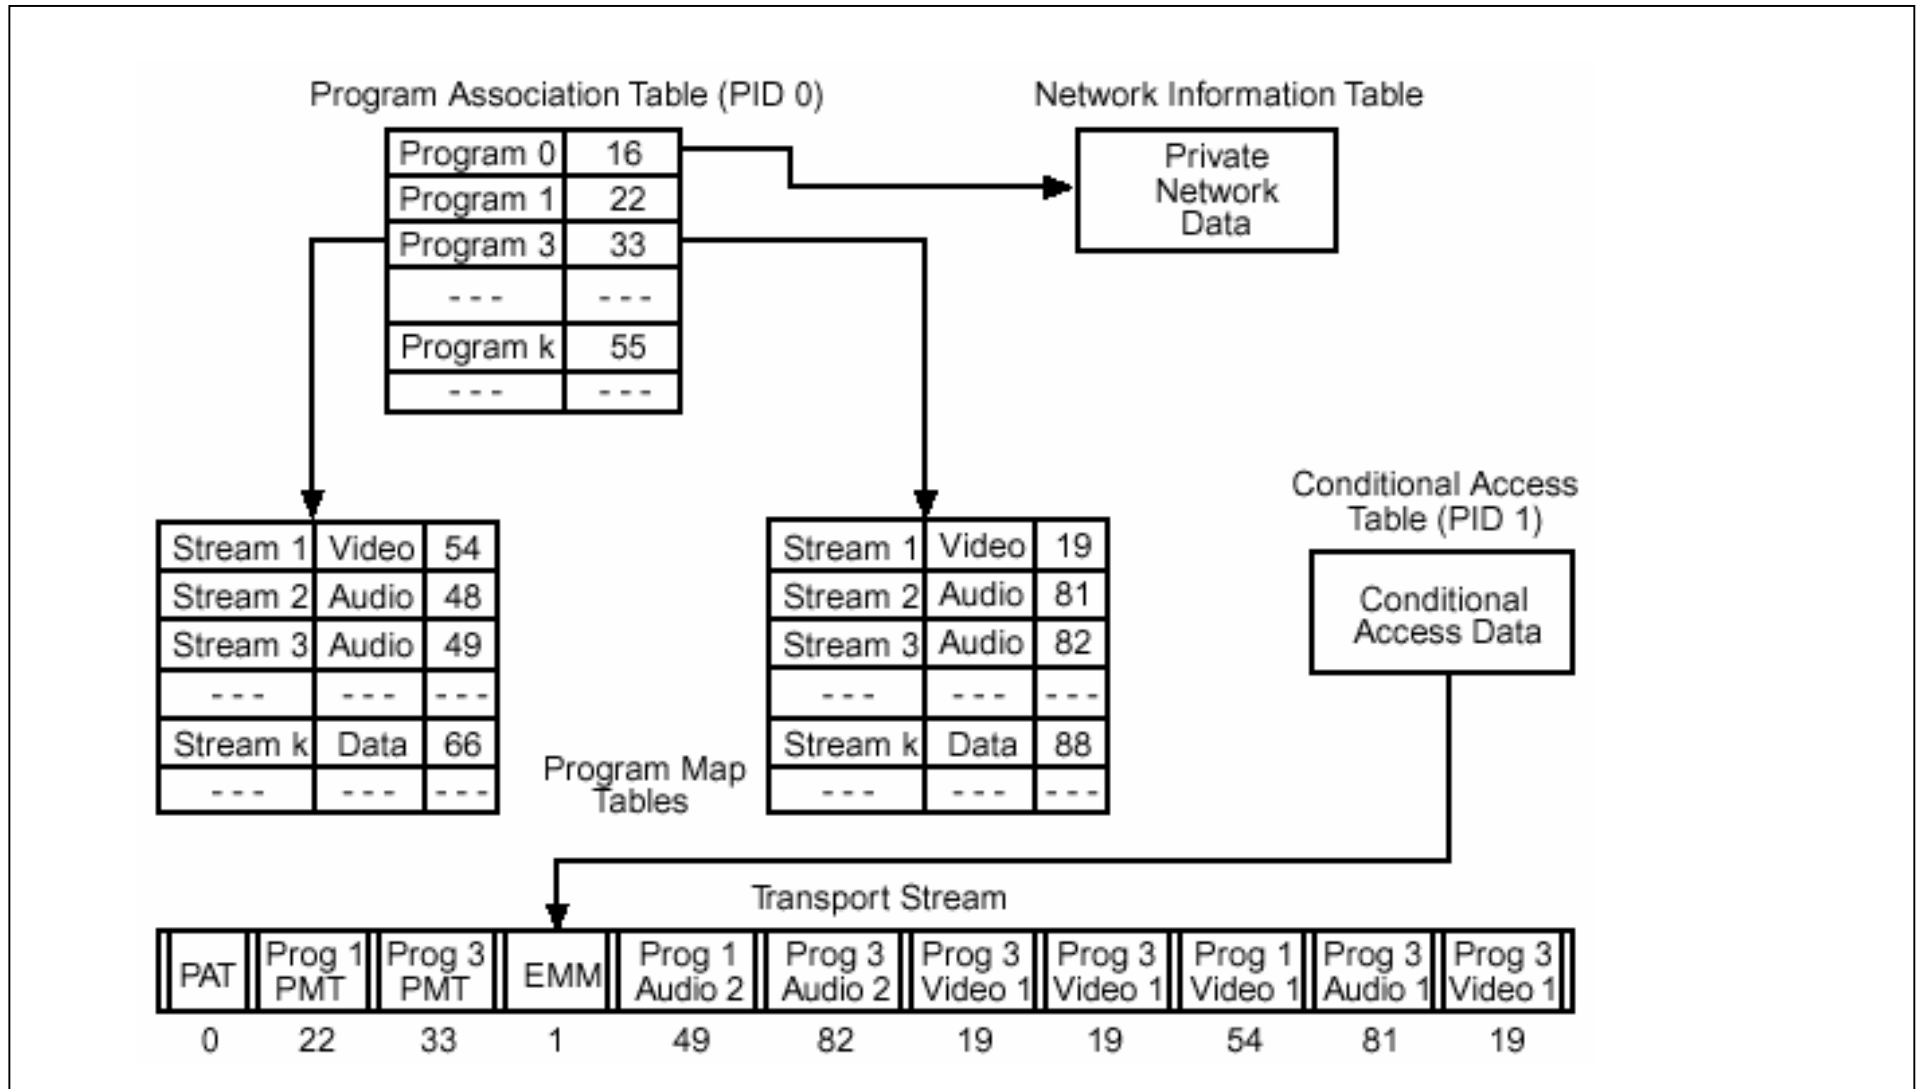 Program Association Table (PID 0)
Program 0 16
Program 1 22
Program 3 33
- - - - - -
Program k 55
- - - - - -
Network Information Table
Private
Network
Data
Stream 1 Video 54
Stream 2 Audio 48
Stream 3 Audio 49
- - - - - - - - -
Stream k Data 66
- - - - - - - - -
Program Map
Tables
Stream 1 Video 19
Stream 2 Audio 81
Stream 3 Audio 82
- - - - - - - - -
Stream k Data 88
- - - - - - - - -
Conditional Access
Table (PID 1)
Conditional
Access Data
Transport Stream
PAT
Prog 1
PMT
Prog 3
PMT
EMM
Prog 1
Audio 2
Prog 3
Audio 2
Prog 3
Video 1
Prog 3
Video 1
Prog 1
Video 1
Prog 3
Audio 1
Prog 3
Video 1
0 22 33 1 49 82 19 19 54 81 19